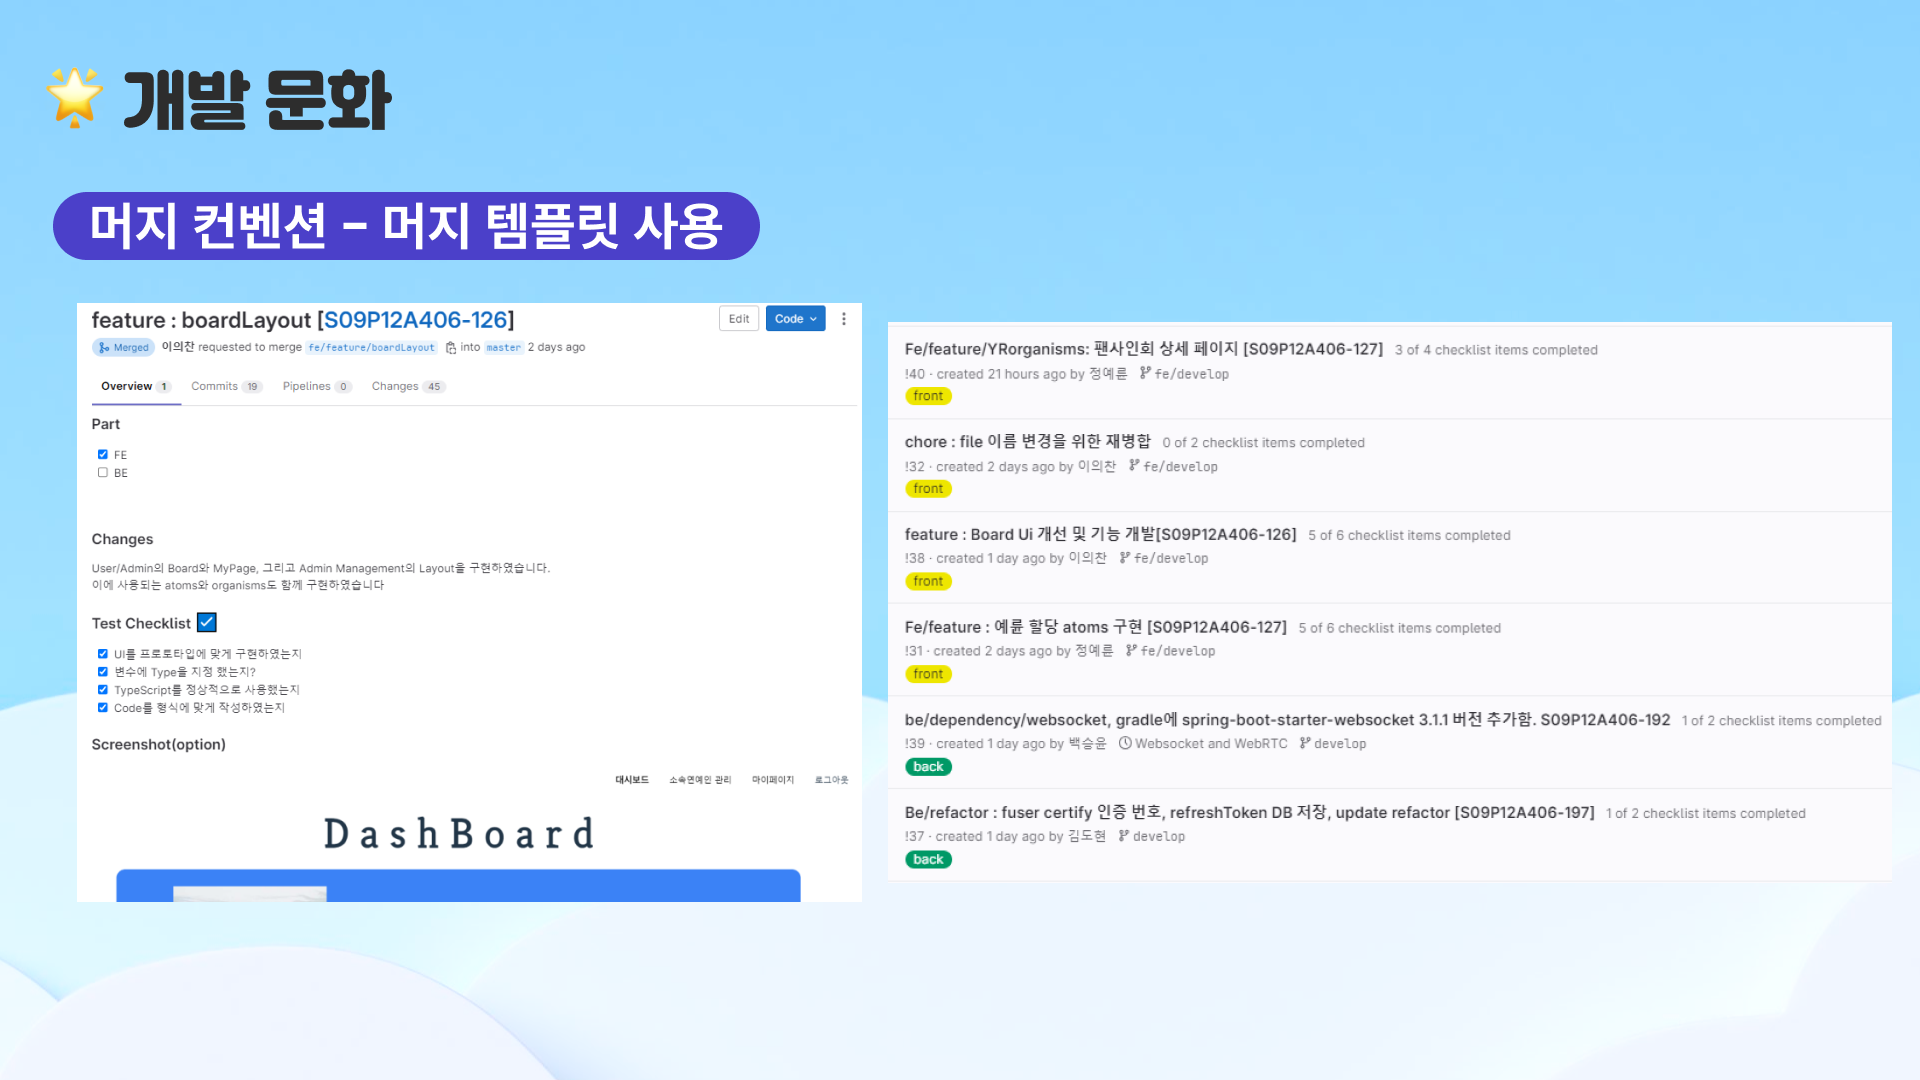 개발 문화
머지 컨벤션 - 머지 템플릿 사용
feature : boardLayout [S09P12A406-126]
Edit
Code
Merged 이의찬 requested to merge fe/feature/boardLayout into master 2 days ago
Overview 1 Commits 19 Pipelines 0 Changes 45
Part
FE
BE
Changes
User/Admin의 Board와 MyPage, 그리고 Admin Management의 Layout을 구현하였습니다.
이에 사용되는 atoms와 organisms도 함께 구현하였습니다
Test Checklist
UI를 프로토타입에 맞게 구현하였는지
변수에 Type을 지정 했는지?
TypeScript를 정상적으로 사용했는지
Code를 형식에 맞게 작성하였는지
Screenshot(option)
대시보드 소속연예인 관리 마이페이지 로그아웃
DashBoard
Fe/feature/YRorganisms: 팬사인회 상세 페이지 [S09P12A406-127] 3 of 4 checklist items completed
!40 · created 21 hours ago by 정예륜 fe/develop
front
chore : file 이름 변경을 위한 재병합 0 of 2 checklist items completed
!32 · created 2 days ago by 이의찬 fe/develop
front
feature : Board Ui 개선 및 기능 개발[S09P12A406-126] 5 of 6 checklist items completed
!38 · created 1 day ago by 이의찬 fe/develop
front
Fe/feature : 예륜 할당 atoms 구현 [S09P12A406-127] 5 of 6 checklist items completed
!31 · created 2 days ago by 정예륜 fe/develop
front
be/dependency/websocket, gradle에 spring-boot-starter-websocket 3.1.1 버전 추가함. S09P12A406-192 1 of 2 checklist items completed
!39 · created 1 day ago by 백승윤 Websocket and WebRTC develop
back
Be/refactor : fuser certify 인증 번호, refreshToken DB 저장, update refactor [S09P12A406-197] 1 of 2 checklist items completed
!37 · created 1 day ago by 김도현 develop
back